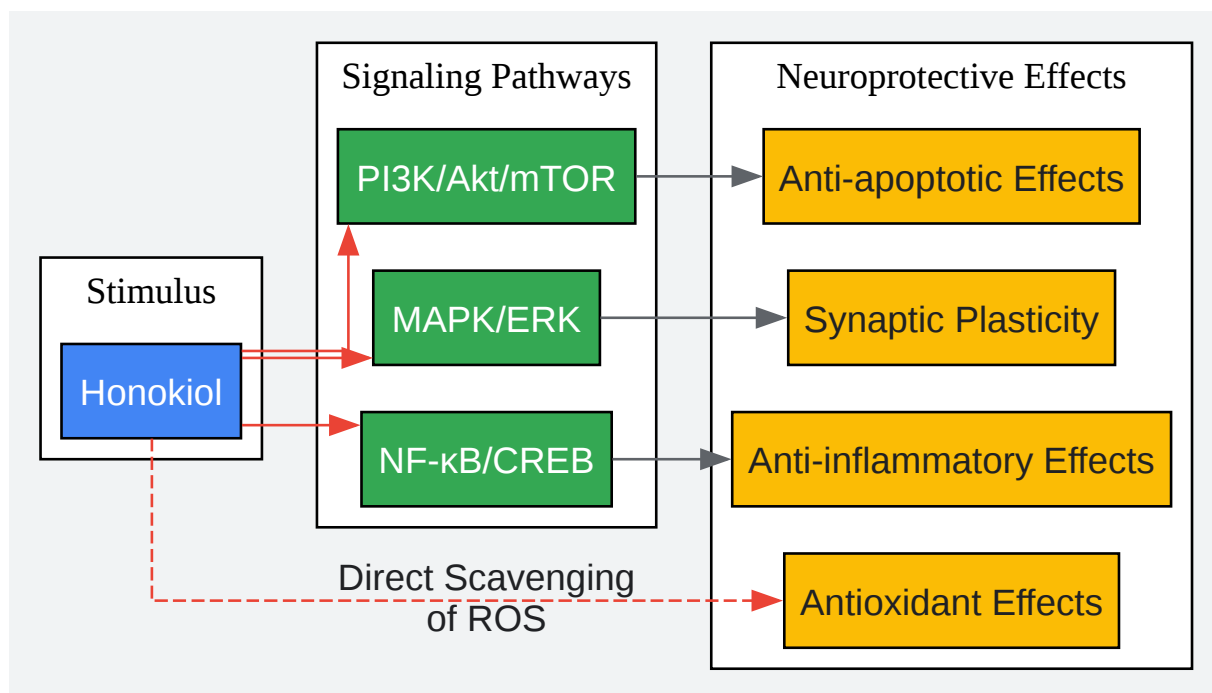 Stimulus
Honokiol
Signaling Pathways
PI3K/Akt/mTOR
MAPK/ERK
NF-κB/CREB
Direct Scavenging
of ROS
Neuroprotective Effects
Anti-apoptotic Effects
Synaptic Plasticity
Anti-inflammatory Effects
Antioxidant Effects